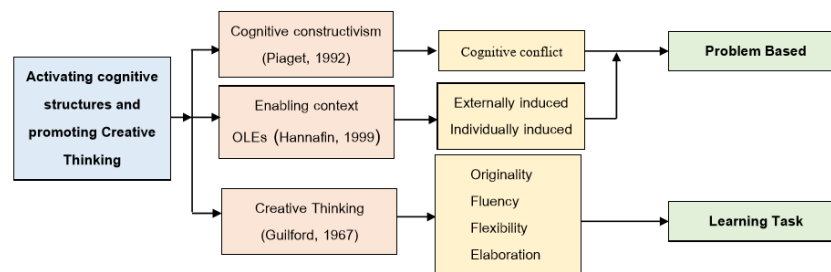 Activating cognitive
structures and
promoting Creative
Thinking
Cognitive constructivism
(Piaget, 1992)
Cognitive conflict
Problem Based
Enabling context
OLEs (Hannafin, 1999)
Externally induced
Individually induced
Creative Thinking
(Guilford, 1967)
Originality
Fluency
Flexibility
Elaboration
Learning Task